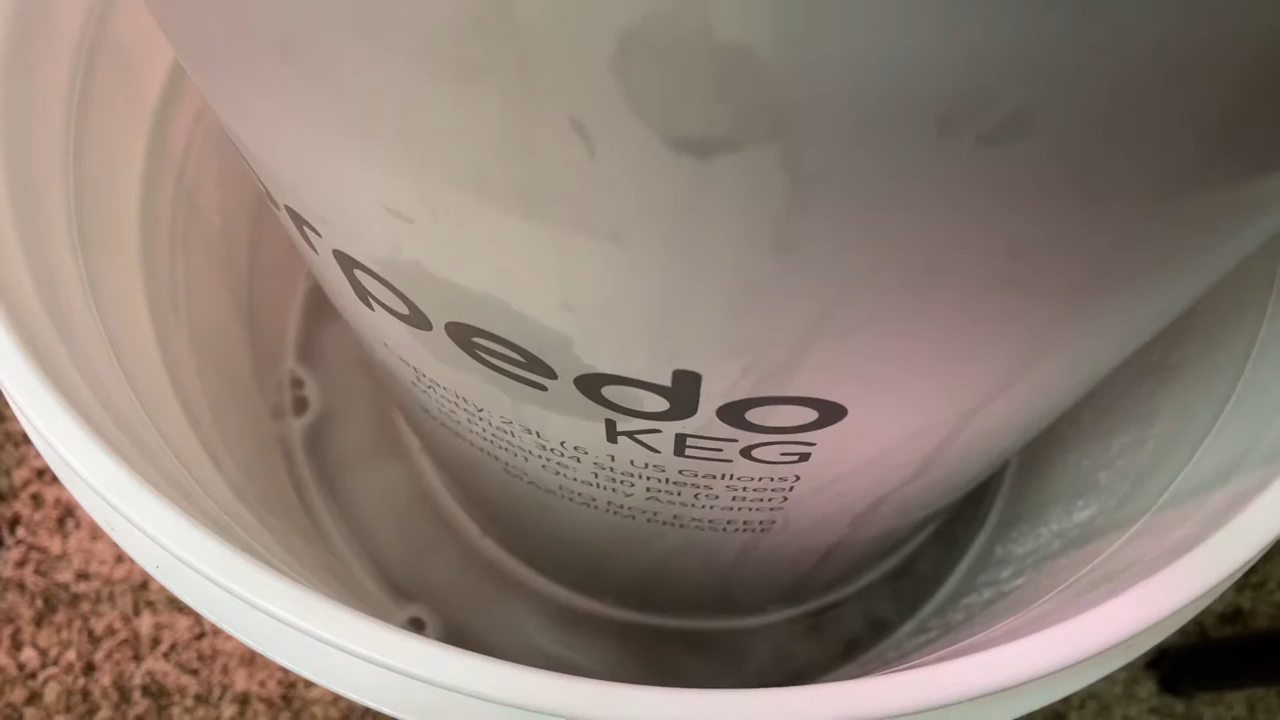 rpedo
KEG
Capacity: 23L (6.1 US Gallons)
Material: 304 Stainless Steel
Pressure: 130 psi (9 Bar)
Quality Assurance
DO NOT EXCEED
MAXIMUM PRESSURE